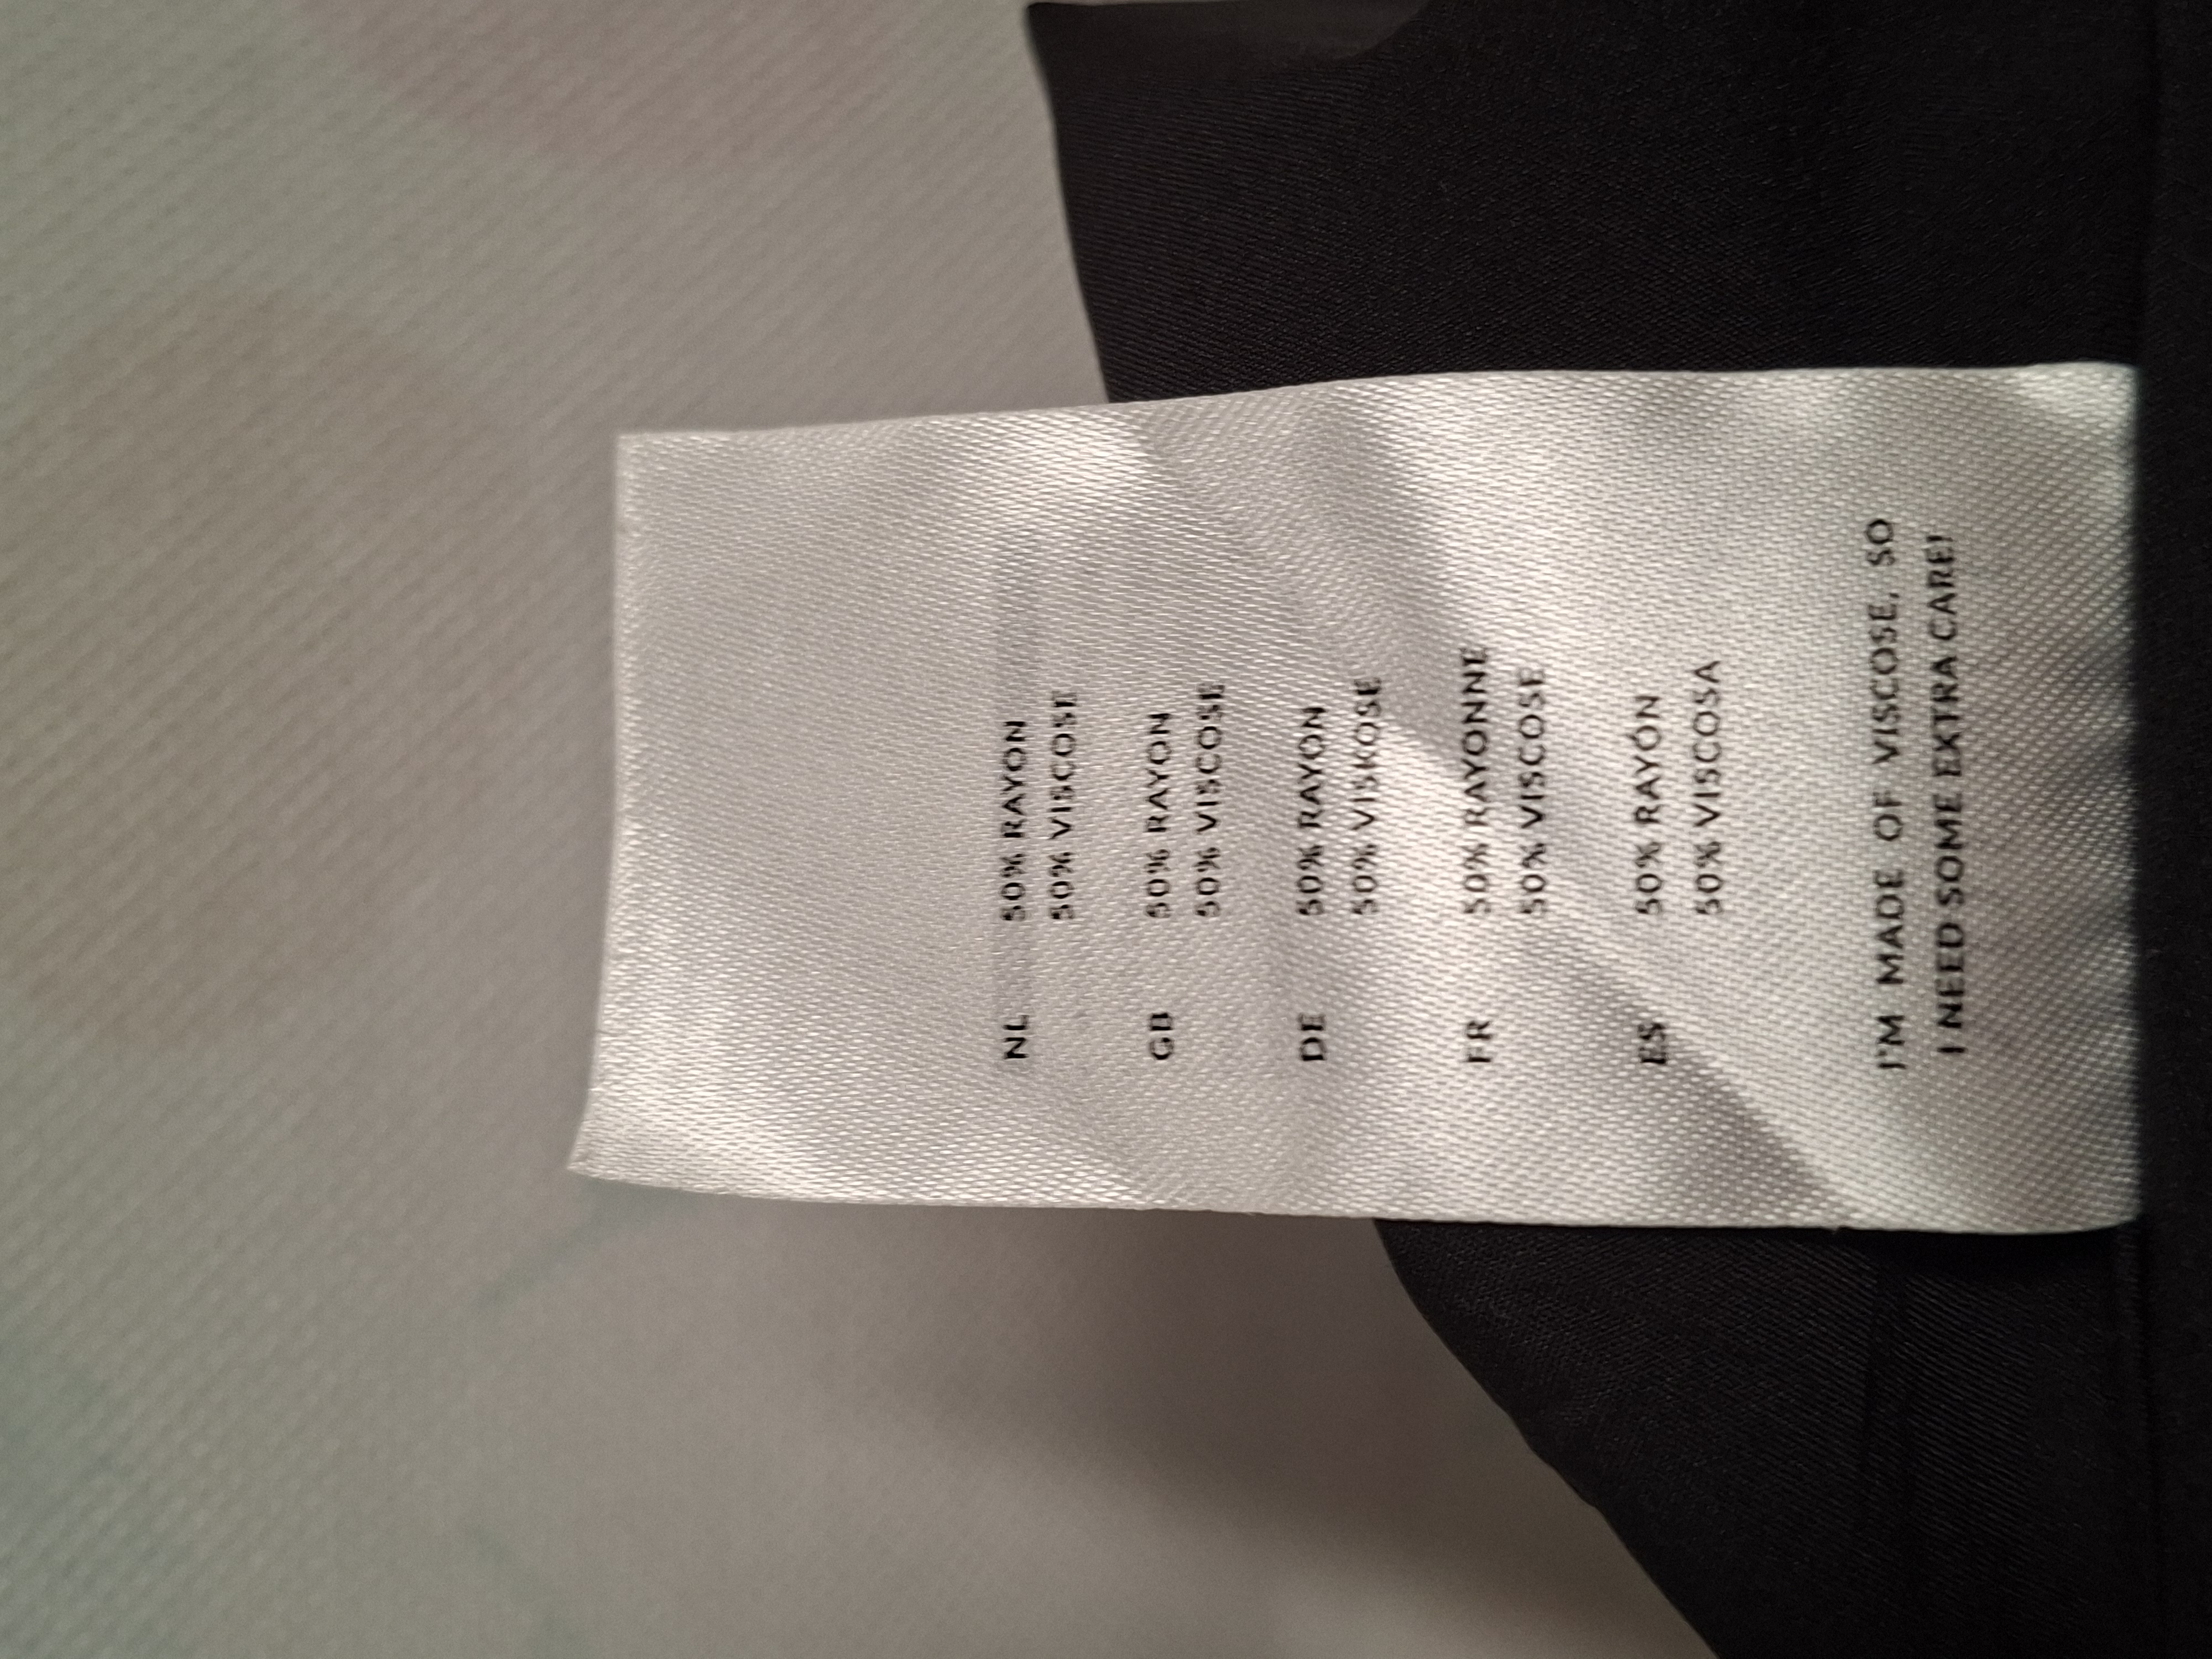 NL 50% RAYON
50% VISCOSE
GB 50% RAYON
50% VISCOSE
DE 50% RAYON
50% VISKOSE
FR 50% RAYONNE
50% VISCOSE
ES 50% RAYÓN
50% VISCOSA
I'M MADE OF VISCOSE, SO
I NEED SOME EXTRA CARE!